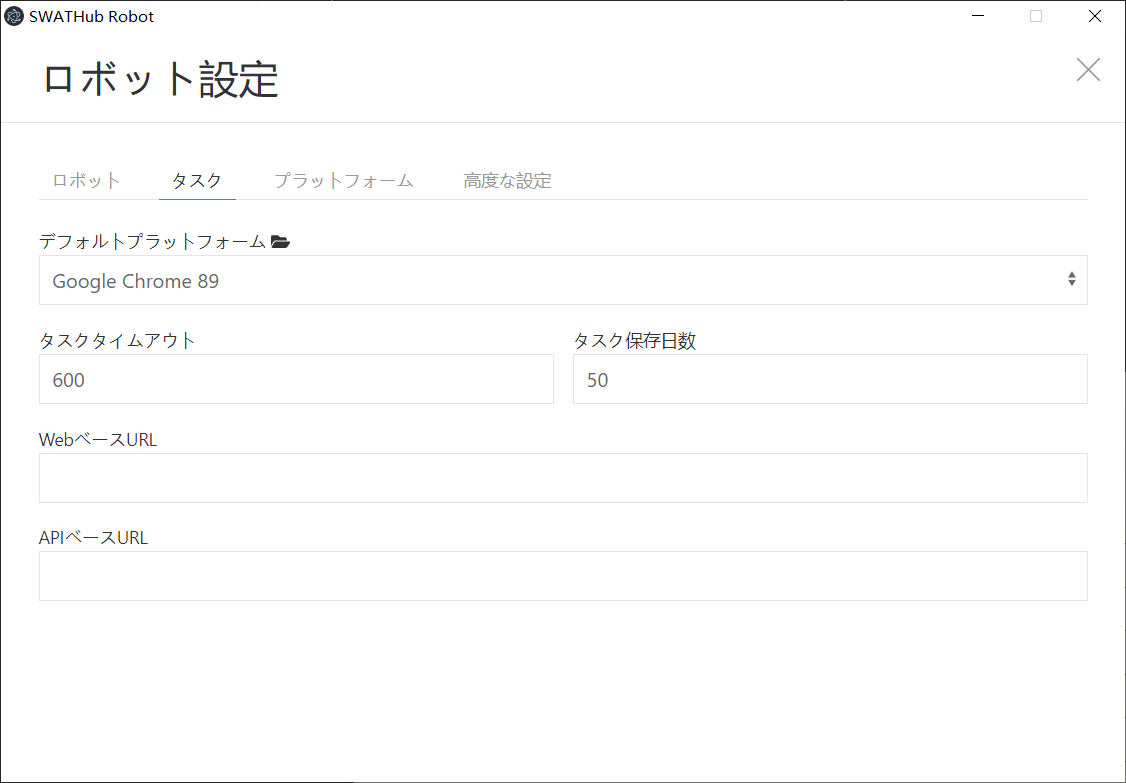 SWATHub Robot
ロボット設定
ロボット タスク プラットフォーム 高度な設定
デフォルトプラットフォーム
Google Chrome 89
タスクタイムアウト タスク保存日数
600 50
WebベースURL
APIベースURL